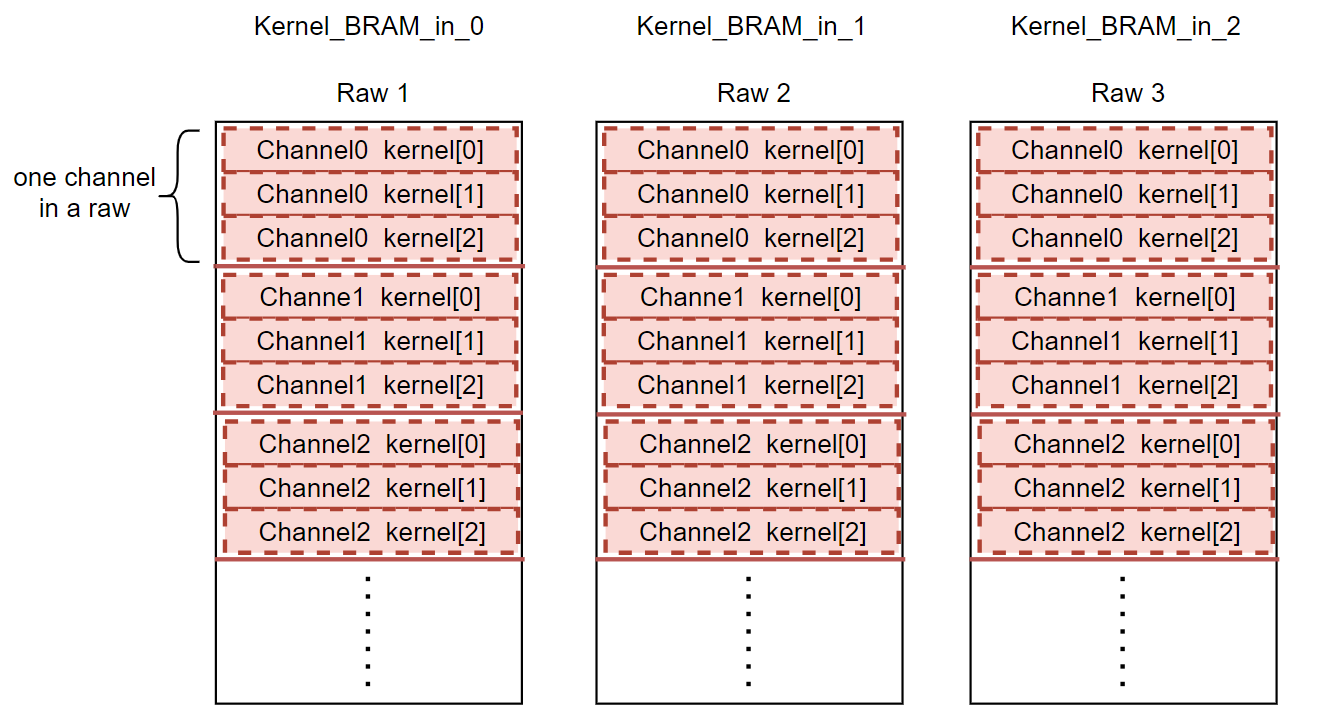 Kernel_BRAM_in_0
Kernel_BRAM_in_1
Kernel_BRAM_in_2
Raw 1
Raw 2
Raw 3
one channel
in a raw
Channel0 kernel[0]
Channel0 kernel[1]
Channel0 kernel[2]
Channe1 kernel[0]
Channel1 kernel[1]
Channel1 kernel[2]
Channel2 kernel[0]
Channel2 kernel[1]
Channel2 kernel[2]
Channel0 kernel[0]
Channel0 kernel[1]
Channel0 kernel[2]
Channe1 kernel[0]
Channel1 kernel[1]
Channel1 kernel[2]
Channel2 kernel[0]
Channel2 kernel[1]
Channel2 kernel[2]
Channel0 kernel[0]
Channel0 kernel[1]
Channel0 kernel[2]
Channe1 kernel[0]
Channel1 kernel[1]
Channel1 kernel[2]
Channel2 kernel[0]
Channel2 kernel[1]
Channel2 kernel[2]